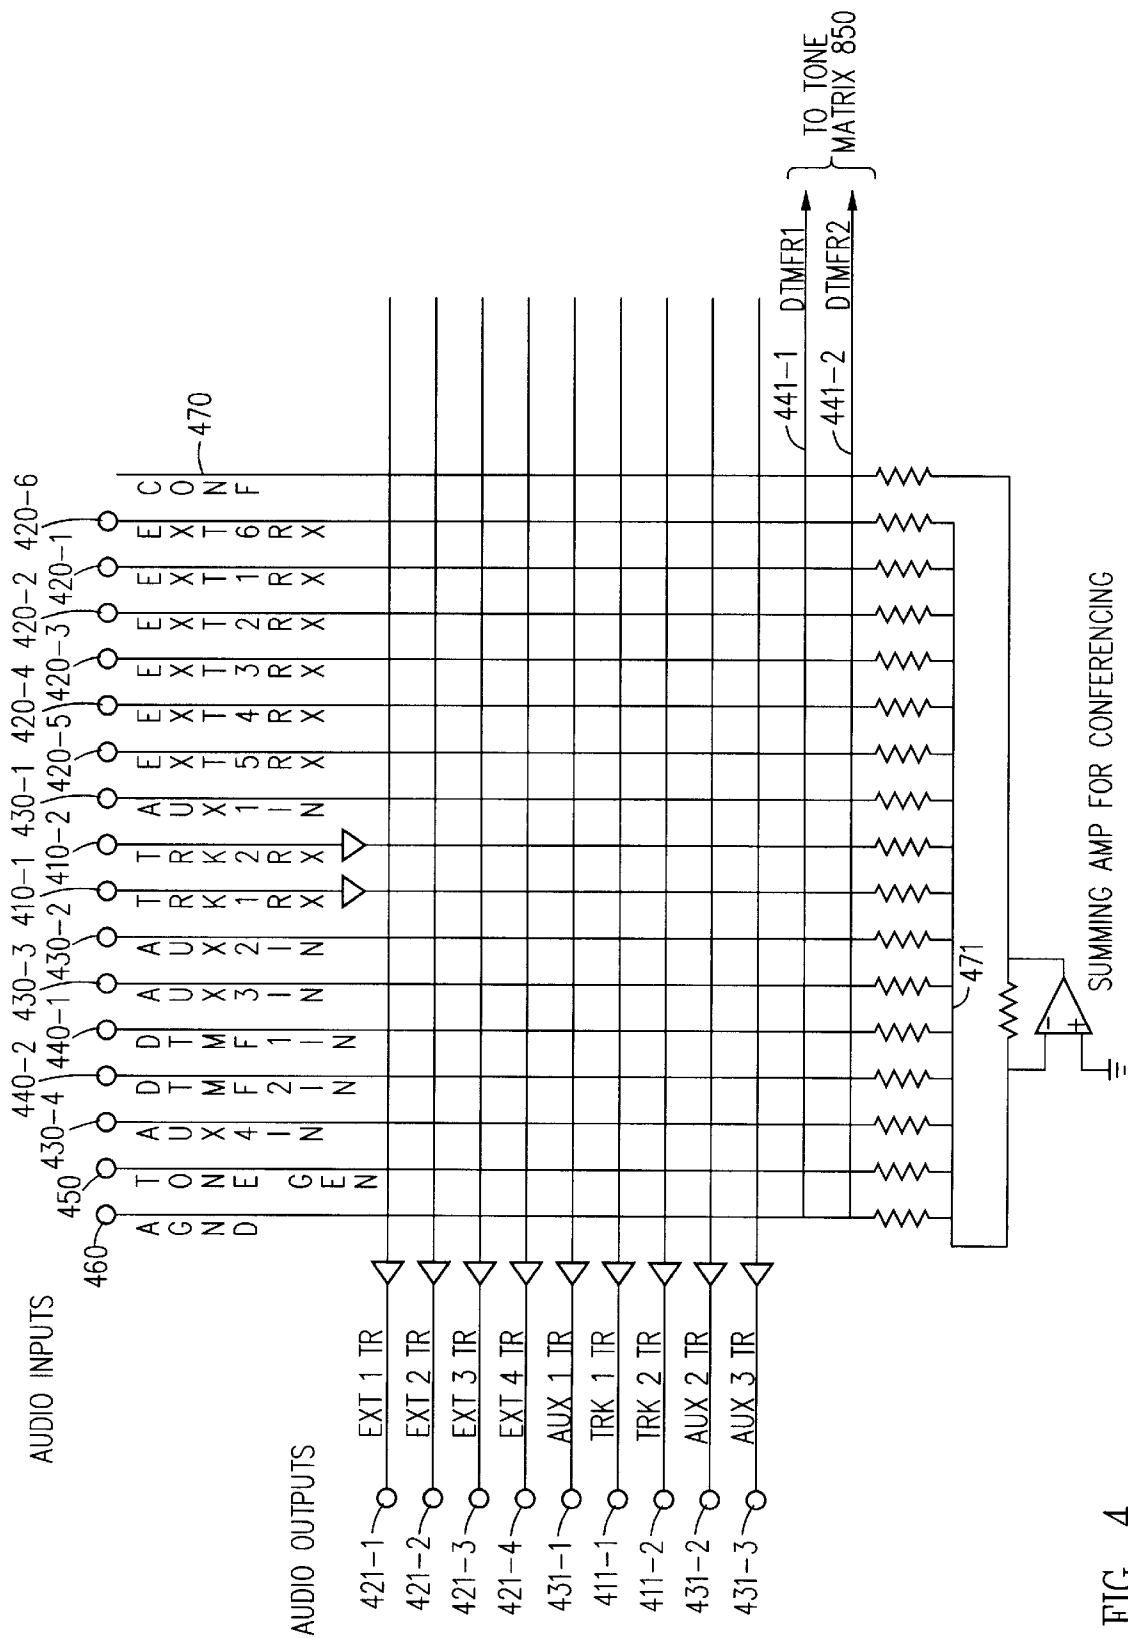 AUDIO INPUTS
460
450
430-4
440-2
440-1
430-3
430-2
410-1
410-2
430-1
420-5
420-4
420-3
420-2
420-1
420-6
AGND
TONE GEN
AUX4IN
DTMF2IN
DTMF1IN
AUX3IN
AUX2IN
TRK1RX
TRK2RX
AUX1IN
EXT5RX
EXT4RX
EXT3RX
EXT2RX
EXT1RX
EXT6RX
CONF
470
AUDIO OUTPUTS
421-1 EXT 1 TR
421-2 EXT 2 TR
421-3 EXT 3 TR
421-4 EXT 4 TR
431-1 AUX 1 TR
411-1 TRK 1 TR
411-2 TRK 2 TR
431-2 AUX 2 TR
431-3 AUX 3 TR
441-1 DTMFR1
441-2 DTMFR2
TO TONE
MATRIX 850
471
-
+
SUMMING AMP FOR CONFERENCING
FIG. 4